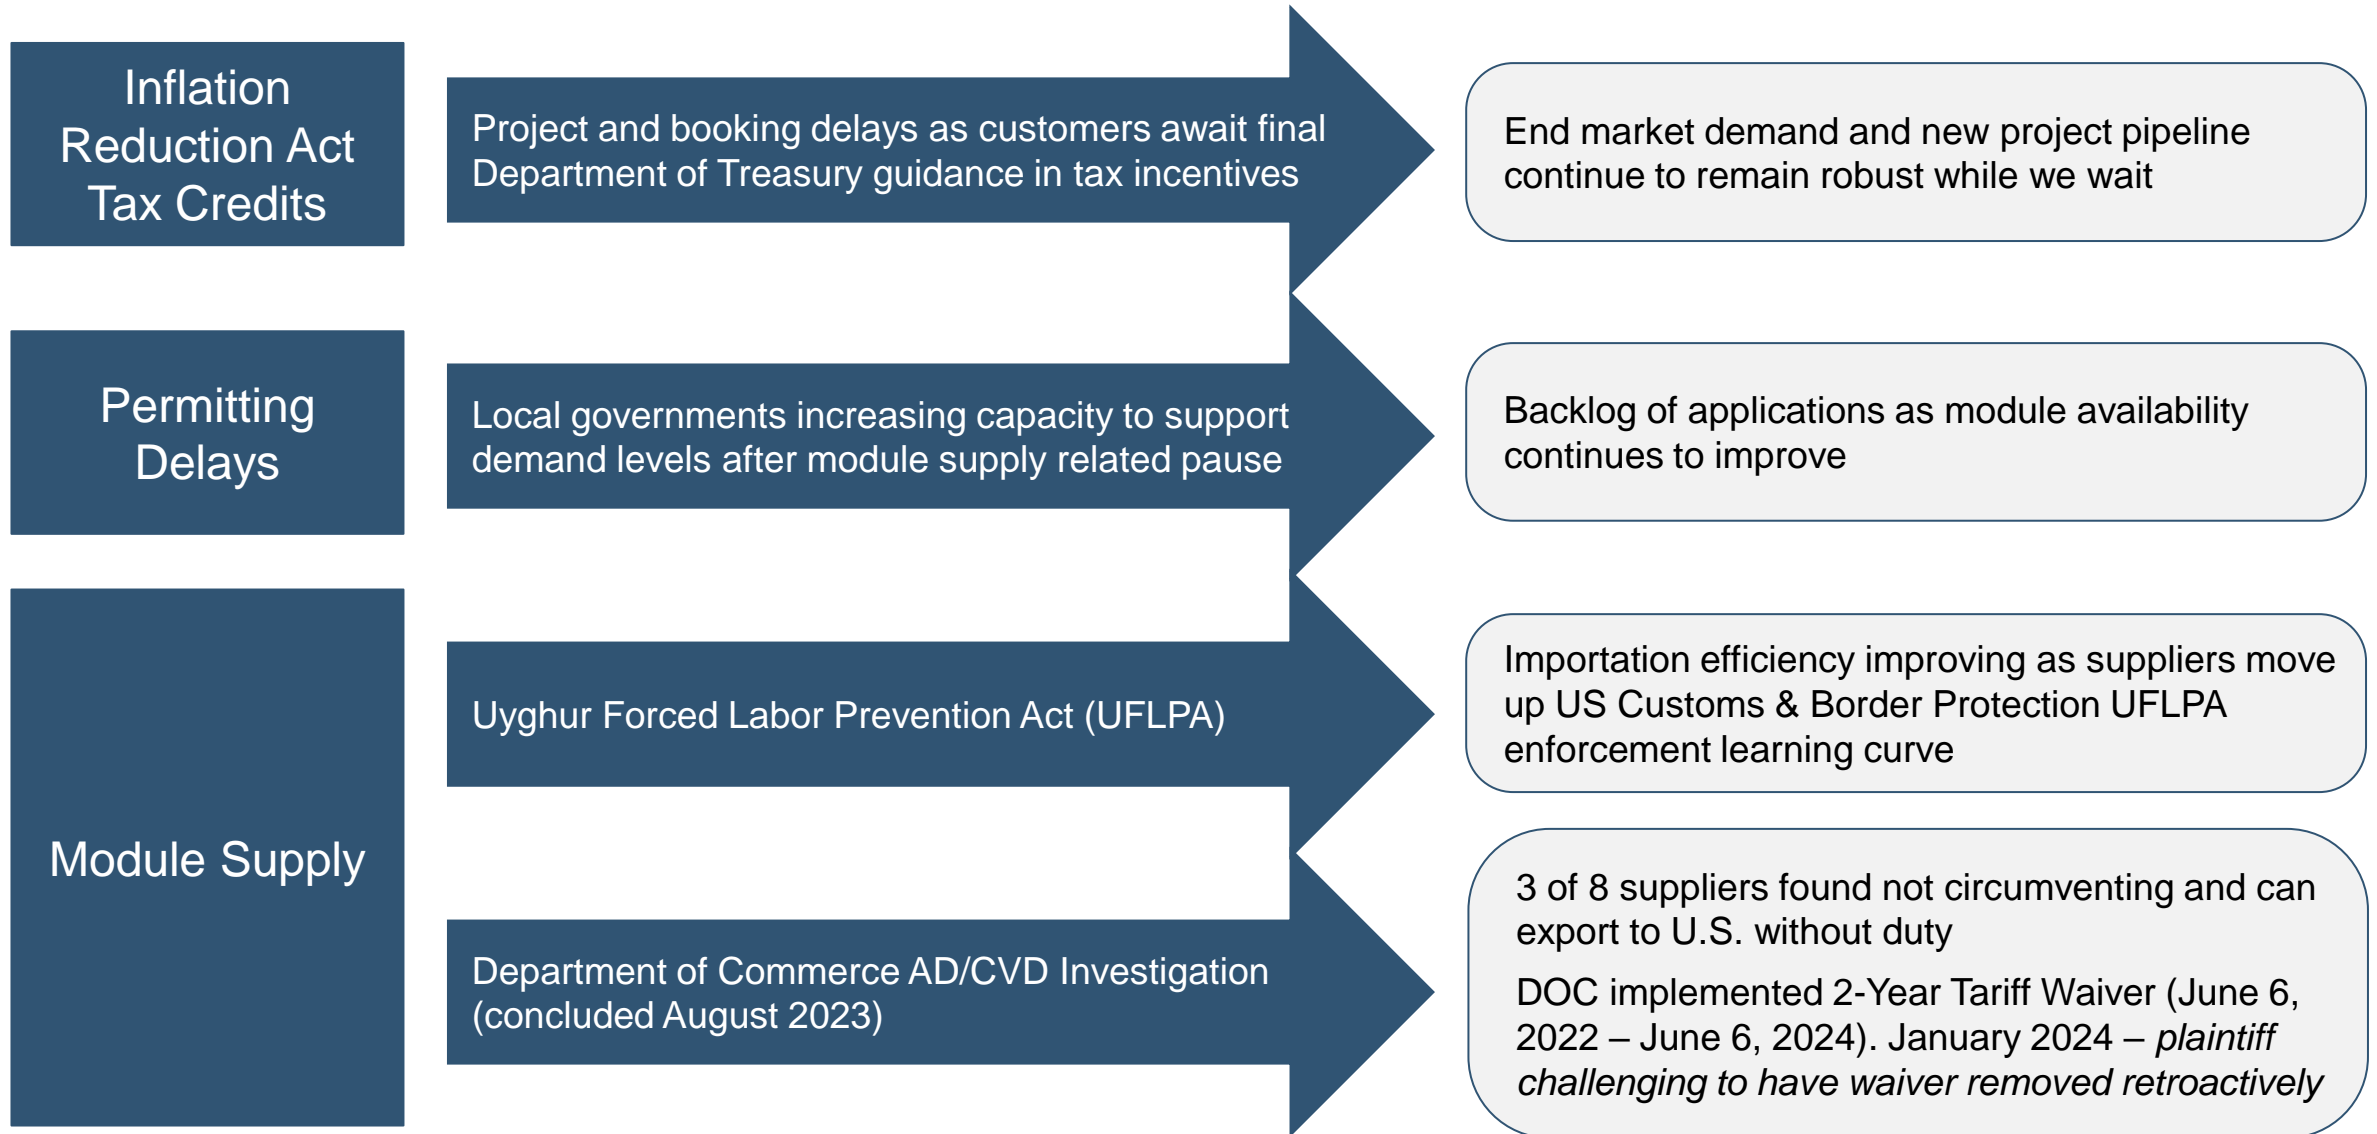 Inflation
Reduction Act
Tax Credits
Project and booking delays as customers await final
Department of Treasury guidance in tax incentives
End market demand and new project pipeline
continue to remain robust while we wait
Permitting
Delays
Local governments increasing capacity to support
demand levels after module supply related pause
Backlog of applications as module availability
continues to improve
Module Supply
Uyghur Forced Labor Prevention Act (UFLPA)
Importation efficiency improving as suppliers move
up US Customs & Border Protection UFLPA
enforcement learning curve
Department of Commerce AD/CVD Investigation
(concluded August 2023)
3 of 8 suppliers found not circumventing and can
export to U.S. without duty
DOC implemented 2-Year Tariff Waiver (June 6,
2022 – June 6, 2024). January 2024 – plaintiff
challenging to have waiver removed retroactively